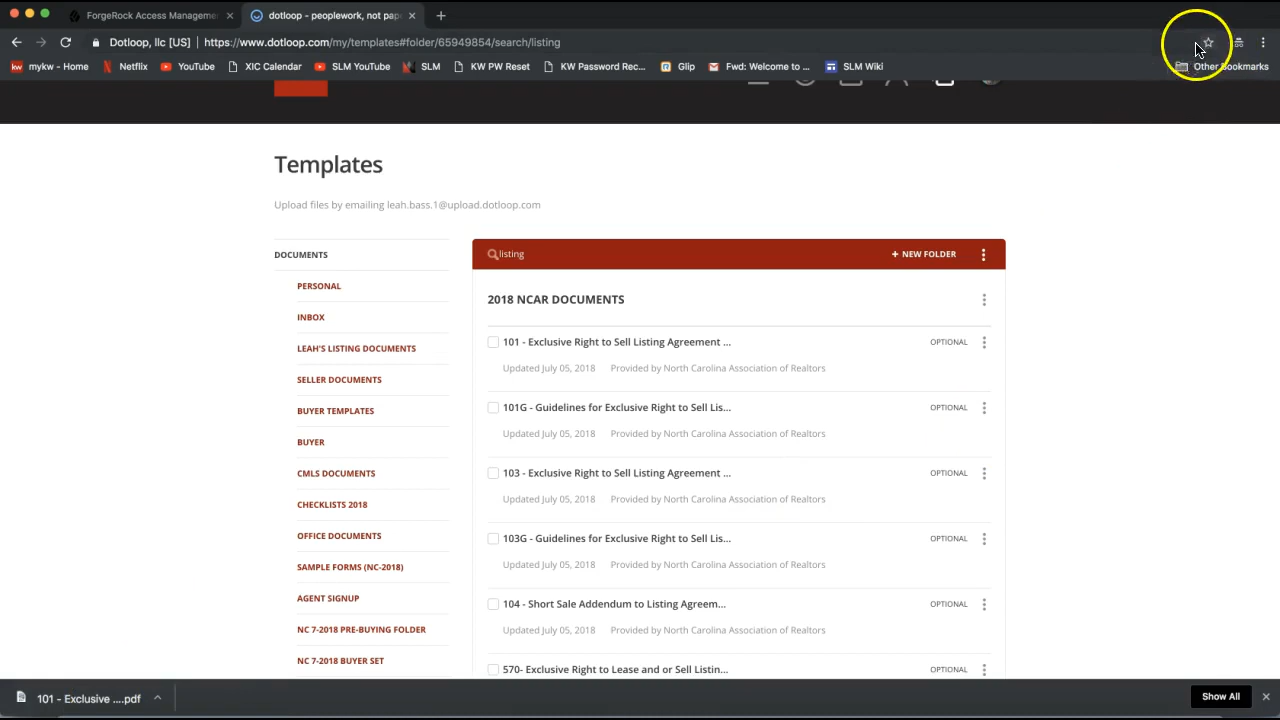 ForgeRock Access Manageme
dotloop - peoplework, not pap
Dotloop, llc [US] | https://www.dotloop.com/my/templates#folder/65949854/search/listing
mykw - Home Netflix YouTube XIC Calendar SLM YouTube SLM KW PW Reset KW Password Rec... Glip Fwd: Welcome to ... SLM Wiki Other Bookmarks
Templates
Upload files by emailing leah.bass.1@upload.dotloop.com
DOCUMENTS
PERSONAL
INBOX
LEAH'S LISTING DOCUMENTS
SELLER DOCUMENTS
BUYER TEMPLATES
BUYER
CMLS DOCUMENTS
CHECKLISTS 2018
OFFICE DOCUMENTS
SAMPLE FORMS (NC-2018)
AGENT SIGNUP
NC 7-2018 PRE-BUYING FOLDER
NC 7-2018 BUYER SET
listing + NEW FOLDER
2018 NCAR DOCUMENTS
101 - Exclusive Right to Sell Listing Agreement ... OPTIONAL
Updated July 05, 2018 Provided by North Carolina Association of Realtors
101G - Guidelines for Exclusive Right to Sell Lis... OPTIONAL
Updated July 05, 2018 Provided by North Carolina Association of Realtors
103 - Exclusive Right to Sell Listing Agreement ... OPTIONAL
Updated July 05, 2018 Provided by North Carolina Association of Realtors
103G - Guidelines for Exclusive Right to Sell Lis... OPTIONAL
Updated July 05, 2018 Provided by North Carolina Association of Realtors
104 - Short Sale Addendum to Listing Agreem... OPTIONAL
Updated July 05, 2018 Provided by North Carolina Association of Realtors
570- Exclusive Right to Lease and or Sell Listin... OPTIONAL
101 - Exclusive ....pdf
Show All